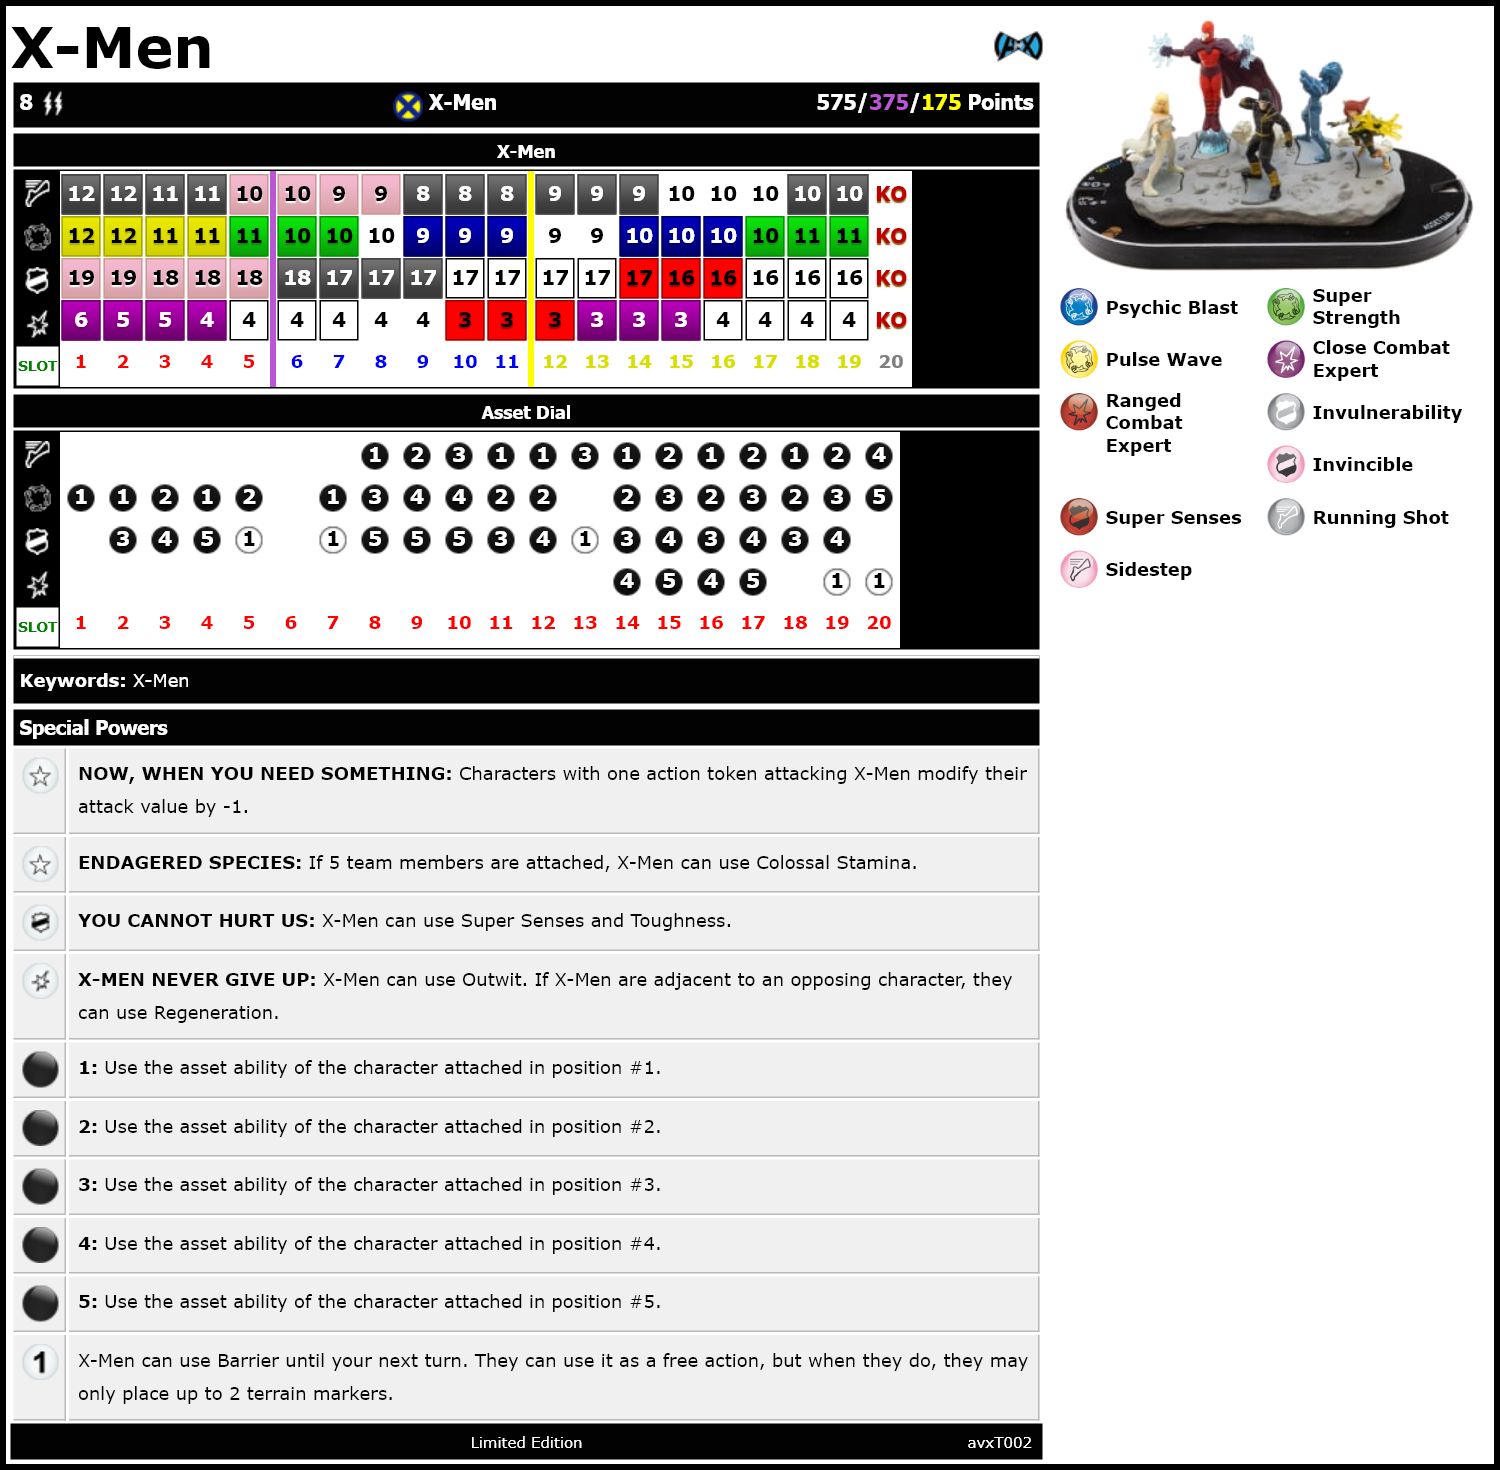 X-Men
8 X-Men 575/375/175 Points
X-Men
12 12 11 11 10 10 9 9 8 8 8 9 9 9 10 10 10 10 10 KO
12 12 11 11 11 10 10 10 9 9 9 9 9 10 10 10 10 11 11 KO
19 19 18 18 18 18 17 17 17 17 17 17 17 17 16 16 16 16 16 KO
6 5 5 4 4 4 4 4 4 3 3 3 3 3 3 4 4 4 4 KO
SLOT 1 2 3 4 5 6 7 8 9 10 11 12 13 14 15 16 17 18 19 20
Asset Dial
1 2 3 1 1 3 1 2 1 2 1 2 4
1 1 2 1 2 1 3 4 4 2 2 2 3 2 3 2 3 5
3 4 5 1 1 5 5 5 3 4 1 3 4 3 4 3 4
4 5 4 5 1 1
SLOT 1 2 3 4 5 6 7 8 9 10 11 12 13 14 15 16 17 18 19 20
Keywords: X-Men
Special Powers
NOW, WHEN YOU NEED SOMETHING: Characters with one action token attacking X-Men modify their
attack value by -1.
ENDAGERED SPECIES: If 5 team members are attached, X-Men can use Colossal Stamina.
YOU CANNOT HURT US: X-Men can use Super Senses and Toughness.
X-MEN NEVER GIVE UP: X-Men can use Outwit. If X-Men are adjacent to an opposing character, they
can use Regeneration.
1: Use the asset ability of the character attached in position #1.
2: Use the asset ability of the character attached in position #2.
3: Use the asset ability of the character attached in position #3.
4: Use the asset ability of the character attached in position #4.
5: Use the asset ability of the character attached in position #5.
1 X-Men can use Barrier until your next turn. They can use it as a free action, but when they do, they may
only place up to 2 terrain markers.
Limited Edition avxT002
Psychic Blast
Super
Strength
Pulse Wave
Close Combat
Expert
Ranged
Combat
Expert
Invulnerability
Invincible
Super Senses
Running Shot
Sidestep